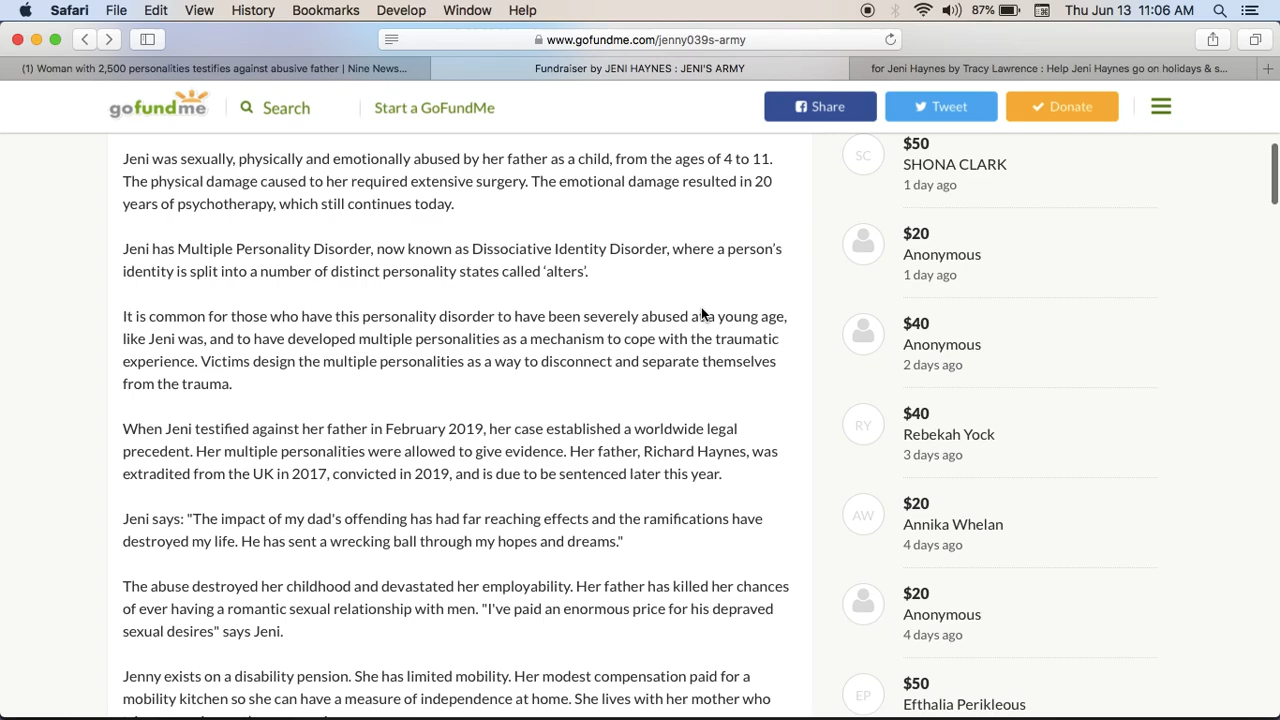 Safari File Edit View History Bookmarks Develop Window Help 87% Thu Jun 13 11:06 AM
www.gofundme.com/jenny039s-army
(1) Woman with 2,500 personalities testifies against abusive father | Nine News...
Fundraiser by JENI HAYNES : JENI'S ARMY
for Jeni Haynes by Tracy Lawrence : Help Jeni Haynes go on holidays & s...
gofundme Search Start a GoFundMe Share Tweet Donate
Jeni was sexually, physically and emotionally abused by her father as a child, from the ages of 4 to 11.
The physical damage caused to her required extensive surgery. The emotional damage resulted in 20
years of psychotherapy, which still continues today.
Jeni has Multiple Personality Disorder, now known as Dissociative Identity Disorder, where a person's
identity is split into a number of distinct personality states called 'alters'.
It is common for those who have this personality disorder to have been severely abused at a young age,
like Jeni was, and to have developed multiple personalities as a mechanism to cope with the traumatic
experience. Victims design the multiple personalities as a way to disconnect and separate themselves
from the trauma.
When Jeni testified against her father in February 2019, her case established a worldwide legal
precedent. Her multiple personalities were allowed to give evidence. Her father, Richard Haynes, was
extradited from the UK in 2017, convicted in 2019, and is due to be sentenced later this year.
Jeni says: "The impact of my dad's offending has had far reaching effects and the ramifications have
destroyed my life. He has sent a wrecking ball through my hopes and dreams."
The abuse destroyed her childhood and devastated her employability. Her father has killed her chances
of ever having a romantic sexual relationship with men. "I've paid an enormous price for his depraved
sexual desires" says Jeni.
Jenny exists on a disability pension. She has limited mobility. Her modest compensation paid for a
mobility kitchen so she can have a measure of independence at home. She lives with her mother who
SC
$50
SHONA CLARK
1 day ago
$20
Anonymous
1 day ago
$40
Anonymous
2 days ago
RY
$40
Rebekah Yock
3 days ago
AW
$20
Annika Whelan
4 days ago
$20
Anonymous
4 days ago
EP
$50
Efthalia Perikleous